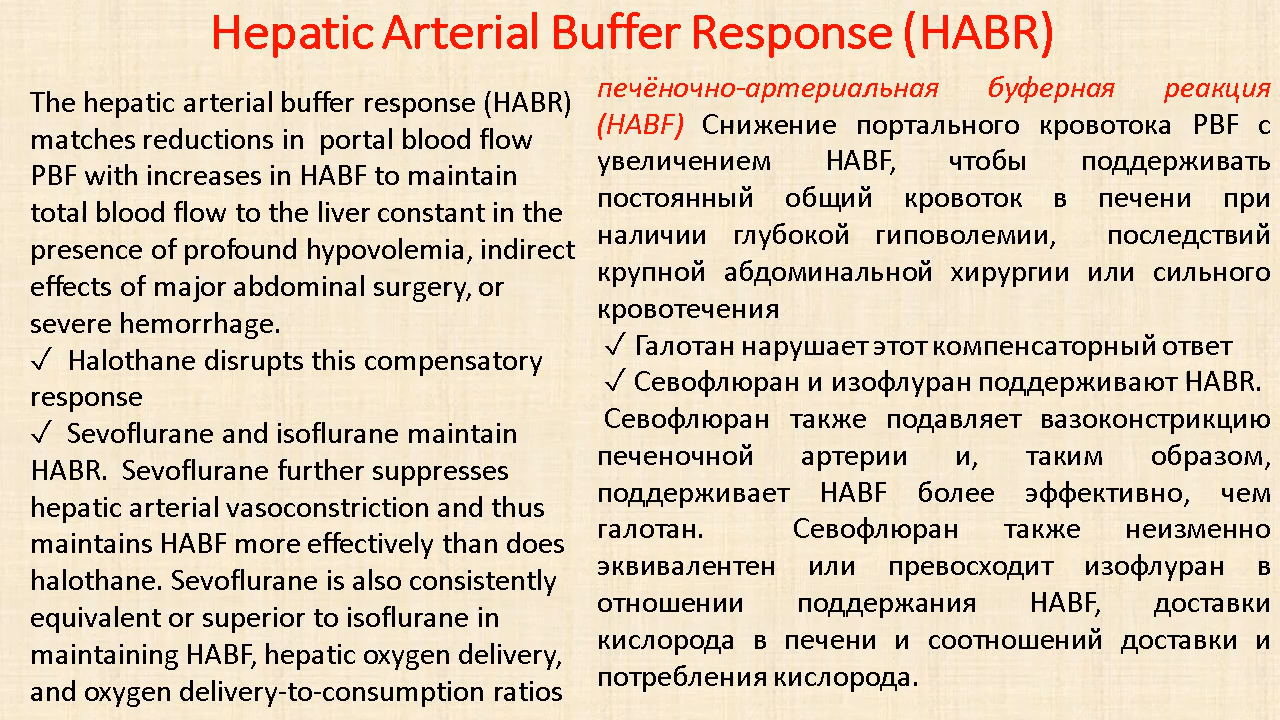 Hepatic Arterial Buffer Response (HABR)
The hepatic arterial buffer response (HABR)
matches reductions in portal blood flow
PBF with increases in HABF to maintain
total blood flow to the liver constant in the
presence of profound hypovolemia, indirect
effects of major abdominal surgery, or
severe hemorrhage.
✓ Halothane disrupts this compensatory
response
✓ Sevoflurane and isoflurane maintain
HABR. Sevoflurane further suppresses
hepatic arterial vasoconstriction and thus
maintains HABF more effectively than does
halothane. Sevoflurane is also consistently
equivalent or superior to isoflurane in
maintaining HABF, hepatic oxygen delivery,
and oxygen delivery-to-consumption ratios
печёночно-артериальная буферная реакция
(HABF) Снижение портального кровотока PBF с
увеличением HABF, чтобы поддерживать
постоянный общий кровоток в печени при
наличии глубокой гиповолемии, последствий
крупной абдоминальной хирургии или сильного
кровотечения
✓ Галотан нарушает этот компенсаторный ответ
✓ Севофлюран и изофлуран поддерживают HABR.
Севофлюран также подавляет вазоконстрикцию
печеночной артерии и, таким образом,
поддерживает HABF более эффективно, чем
галотан. Севофлюран также неизменно
эквивалентен или превосходит изофлуран в
отношении поддержания HABF, доставки
кислорода в печени и соотношений доставки и
потребления кислорода.